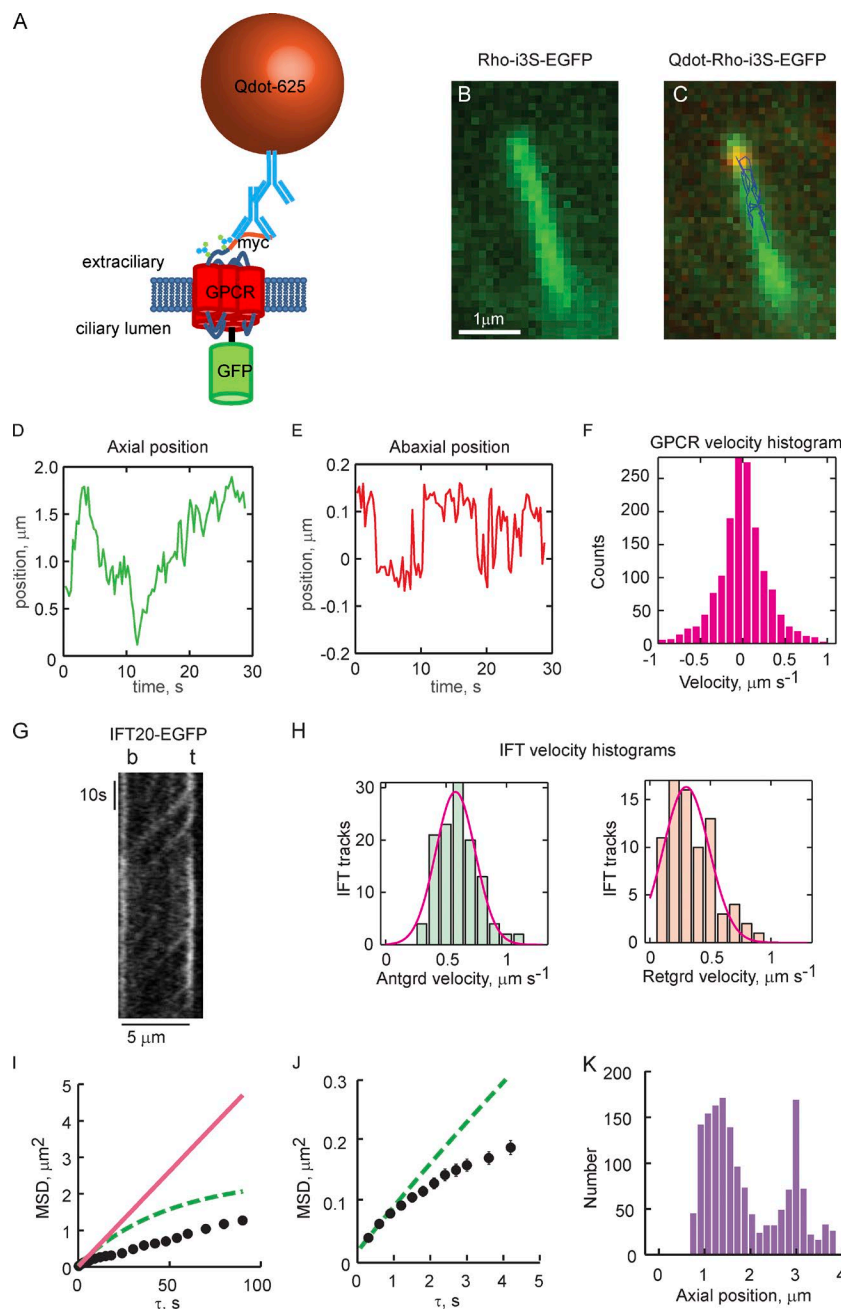 A
Qdot-625
myc
extraciliary
GPCR
ciliary lumen
GFP
Rho-i3S-EGFP
B
1μm
Qdot-Rho-i3S-EGFP
C
D
Axial position
position, μm
2.0
1.5
1.0
0.5
0
0 10 20 30
time, s
E
Abaxial position
position, μm
0.2
0.1
0
-0.1
-0.2
0 10 20 30
time, s
F
GPCR velocity histogram
Counts
250
200
150
100
50
0
-1 -0.5 0 0.5 1
Velocity, μm s-1
G
IFT20-EGFP
b t
10s
5 μm
H
IFT velocity histograms
IFT tracks
30
20
10
0
0 0.5 1
Antgrd velocity, μm s-1
IFT tracks
15
10
5
0
0 0.5 1
Retgrd velocity, μm s-1
I
MSD, μm2
5
4
3
2
1
0
0 50 100
τ, s
J
MSD, μm2
0.3
0.2
0.1
0
0 1 2 3 4 5
τ, s
K
Number
200
150
100
50
0
0 1 2 3 4
Axial position, μm